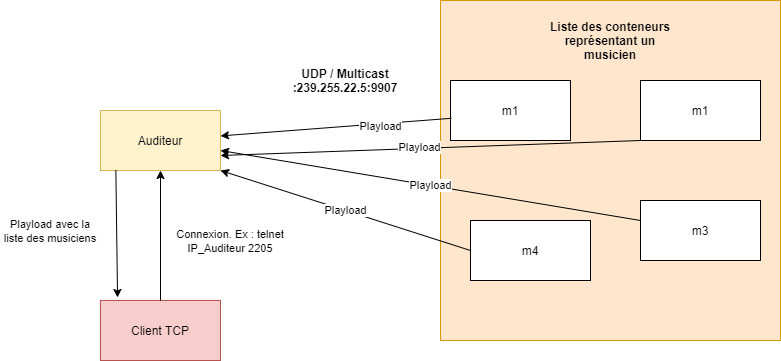 Liste des conteneurs
représentant un
musicien
UDP / Multicast
:239.255.22.5:9907
m1
m1
Auditeur
Playload
Playload
Playload
Playload
m3
m4
Playload avec la
liste des musiciens
Connexion. Ex : telnet
IP_Auditeur 2205
Client TCP